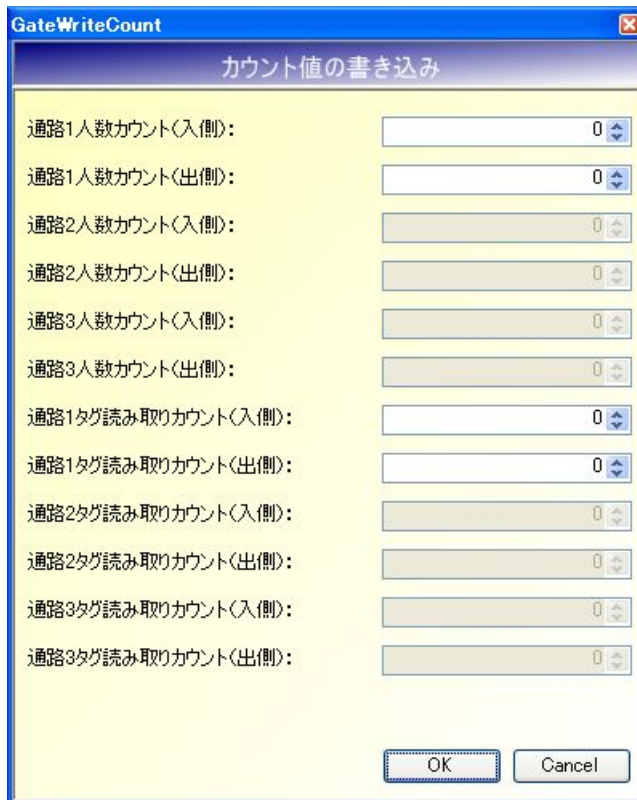 GateWriteCount
カウント値の書き込み
通路1人数カウント(入側): 0
通路1人数カウント(出側): 0
通路2人数カウント(入側): 0
通路2人数カウント(出側): 0
通路3人数カウント(入側): 0
通路3人数カウント(出側): 0
通路1タグ読み取りカウント(入側): 0
通路1タグ読み取りカウント(出側): 0
通路2タグ読み取りカウント(入側): 0
通路2タグ読み取りカウント(出側): 0
通路3タグ読み取りカウント(入側): 0
通路3タグ読み取りカウント(出側): 0
OK Cancel